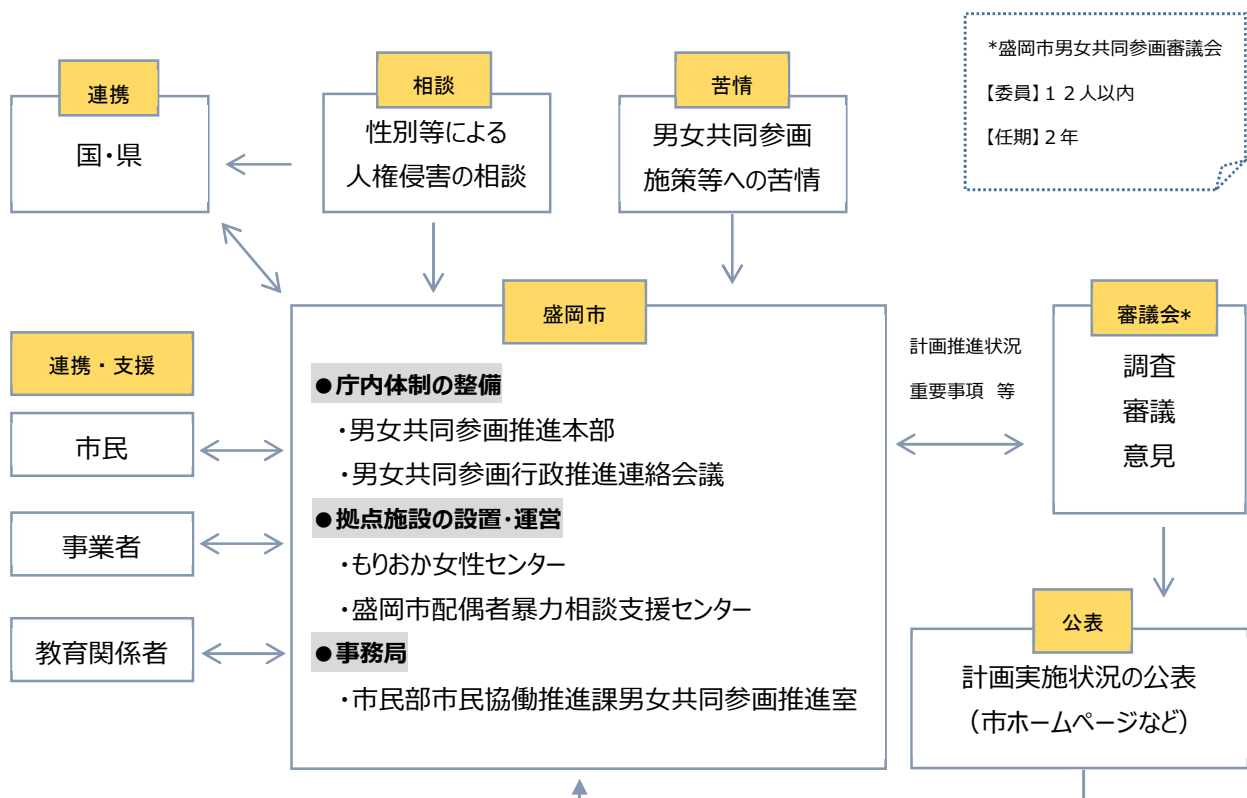 *盛岡市男女共同参画審議会
【委員】12人以内
【任期】2年
連携
国・県
相談
性別等による
人権侵害の相談
苦情
男女共同参画
施策等への苦情
連携・支援
市民
事業者
教育関係者
盛岡市
●庁内体制の整備
・男女共同参画推進本部
・男女共同参画行政推進連絡会議
●拠点施設の設置・運営
・もりおか女性センター
・盛岡市配偶者暴力相談支援センター
●事務局
・市民部市民協働推進課男女共同参画推進室
計画推進状況
重要事項 等
審議会*
調査
審議
意見
公表
計画実施状況の公表
(市ホームページなど)